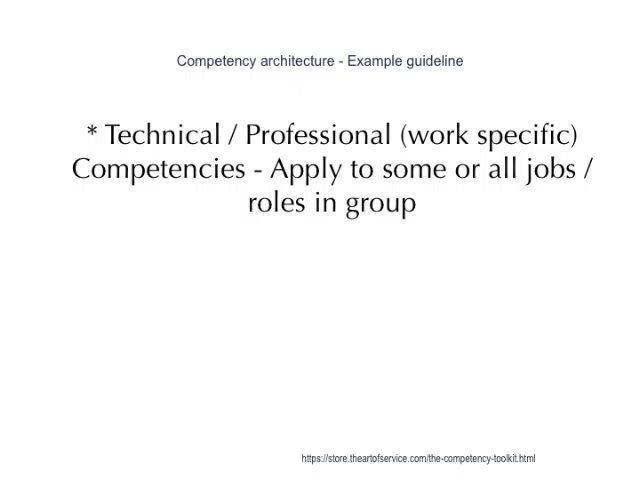 Competency architecture - Example guideline
* Technical / Professional (work specific)
Competencies - Apply to some or all jobs /
roles in group
https://store.theartofservice.com/the-competency-toolkit.html